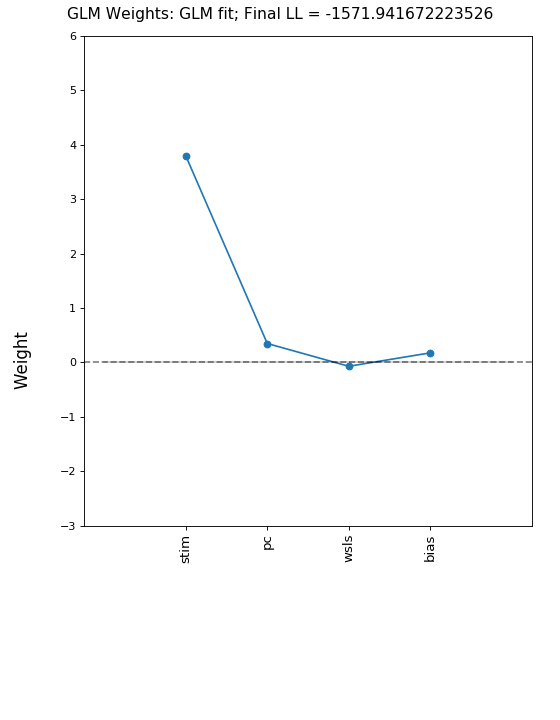 GLM Weights: GLM fit; Final LL = -1571.941672223526
6
5
4
3
2
1
0
−1
−2
−3
Weight
stim
pc
wsls
bias